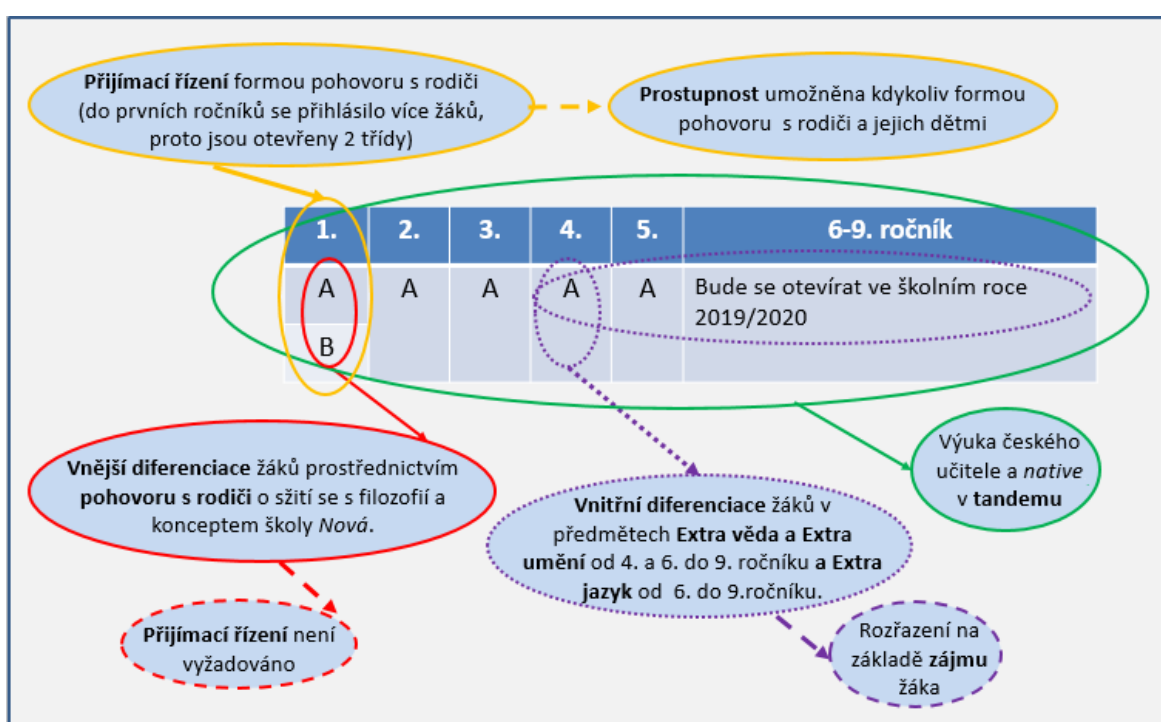 Přijímací řízení formou pohovoru s rodiči
(do prvních ročníků se přihlásilo více žáků,
proto jsou otevřeny 2 třídy)
Prostupnost umožněna kdykoliv formou
pohovoru s rodiči a jejich dětmi
1. 2. 3. 4. 5. 6-9. ročník
A A A A A Bude se otevírat ve školním roce
2019/2020
B
Vnější diferenciace žáků prostřednictvím
pohovoru s rodiči o sžití se s filozofií a
konceptem školy Nová.
Výuka českého
učitele a native
v tandemu
Vnitřní diferenciace žáků v
předmětech Extra věda a Extra
umění od 4. a 6. do 9. ročníku a Extra
jazyk od 6. do 9.ročníku.
Přijímací řízení není
vyžadováno
Rozřazení na
základě zájmu
žáka